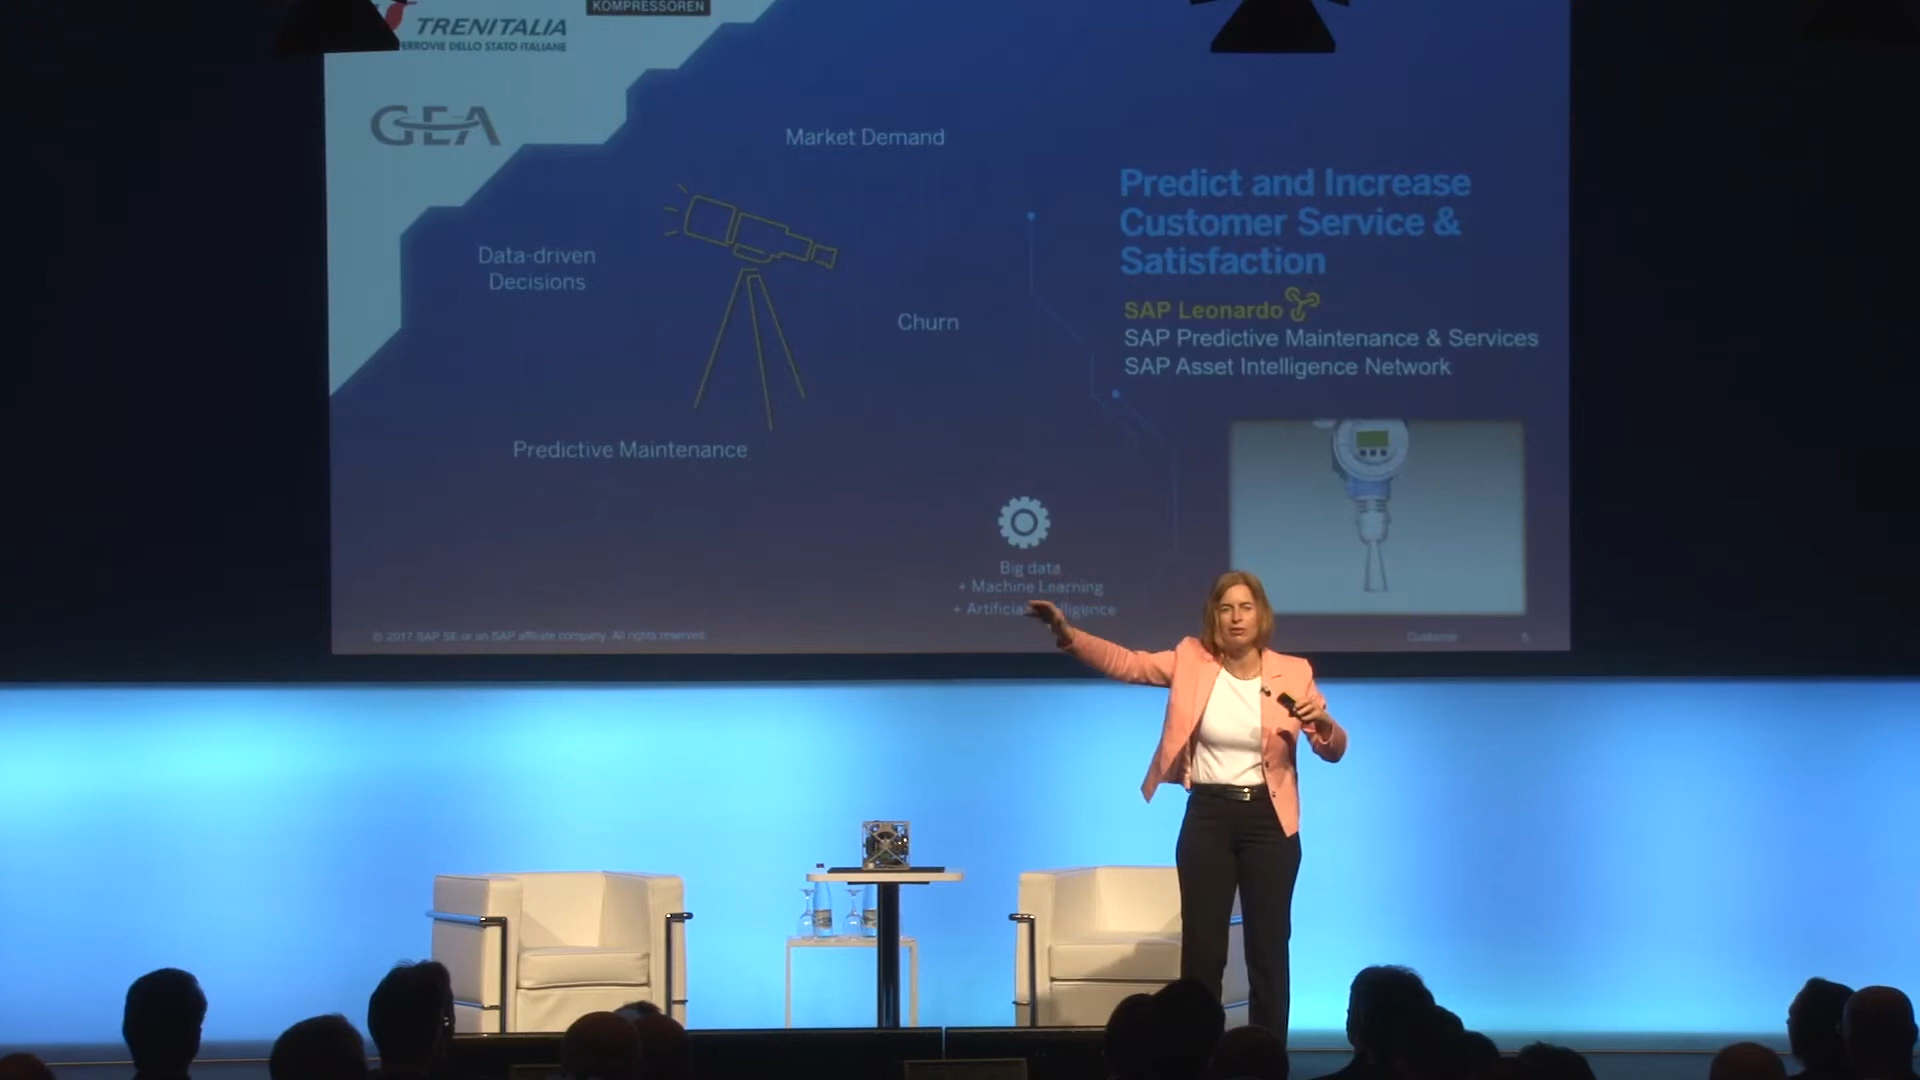 TRENITALIA
FERROVIE DELLO STATO ITALIANE
KOMPRESSOREN
GEA
Market Demand
Data-driven
Decisions
Churn
Predictive Maintenance
Predict and Increase
Customer Service &
Satisfaction
SAP Leonardo
SAP Predictive Maintenance & Services
SAP Asset Intelligence Network
Big data
+ Machine Learning
+ Artificial Intelligence
© 2017 SAP SE or an SAP affiliate company. All rights reserved.
Customer